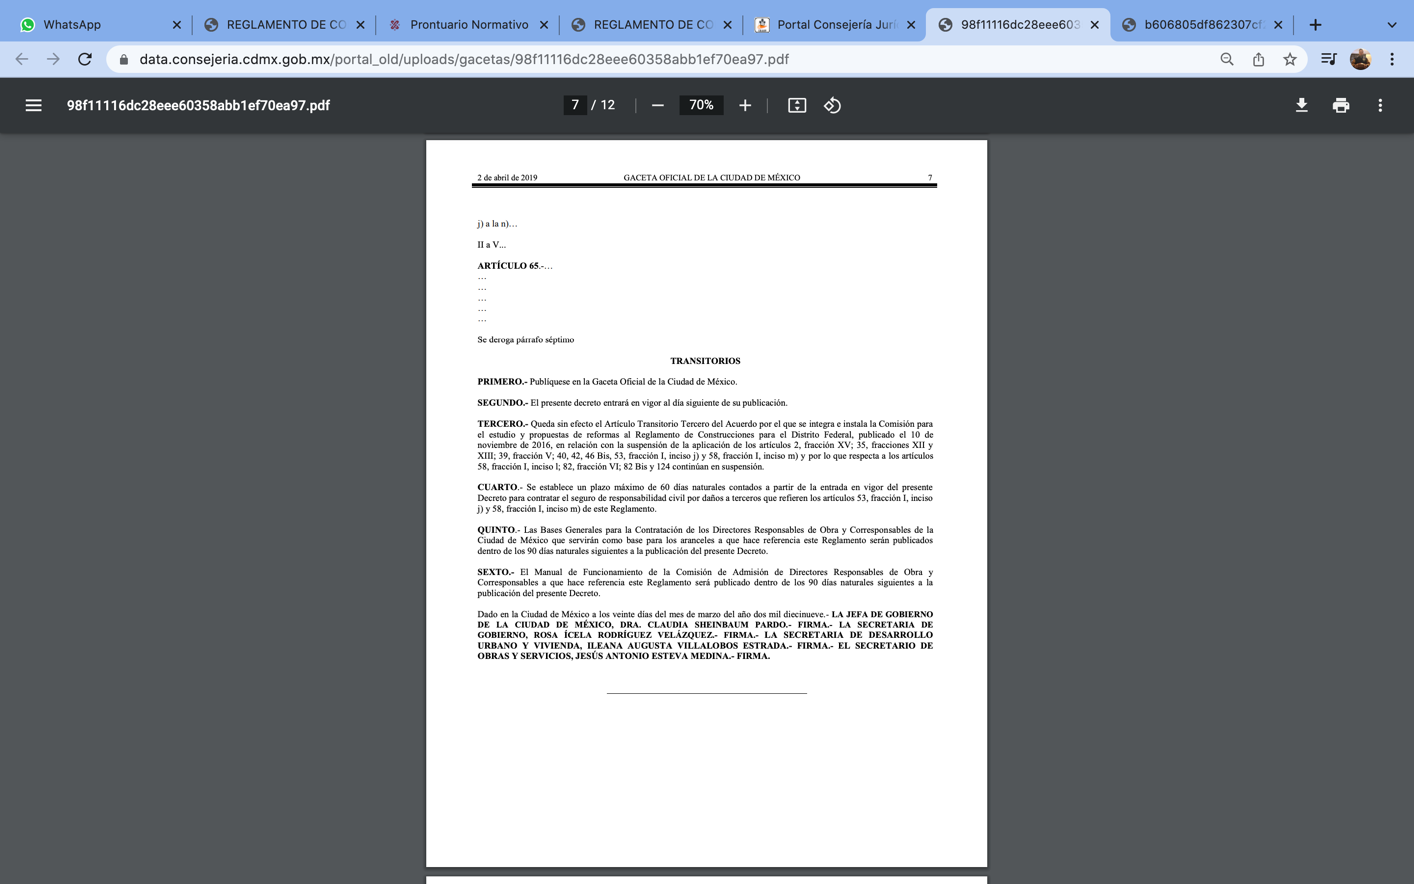 WhatsApp
REGLAMENTO DE CO
Prontuario Normativo
REGLAMENTO DE CO
Portal Consejería Jurí
98f11116dc28eee603
b606805df862307cf
data.consejeria.cdmx.gob.mx/portal_old/uploads/gacetas/98f11116dc28eee60358abb1ef70ea97.pdf
98f11116dc28eee60358abb1ef70ea97.pdf
7 / 12
70%
2 de abril de 2019 GACETA OFICIAL DE LA CIUDAD DE MÉXICO 7
j) a la n)…
II a V...
ARTÍCULO 65.-…
…
…
…
…
…
Se deroga párrafo séptimo
TRANSITORIOS
PRIMERO.- Publíquese en la Gaceta Oficial de la Ciudad de México.
SEGUNDO.- El presente decreto entrará en vigor al día siguiente de su publicación.
TERCERO.- Queda sin efecto el Artículo Transitorio Tercero del Acuerdo por el que se integra e instala la Comisión para
el estudio y propuestas de reformas al Reglamento de Construcciones para el Distrito Federal, publicado el 10 de
noviembre de 2016, en relación con la suspensión de la aplicación de los artículos 2, fracción XV; 35, fracciones XII y
XIII; 39, fracción V; 40, 42, 46 Bis, 53, fracción I, inciso j) y 58, fracción I, inciso m) y por lo que respecta a los artículos
58, fracción I, inciso l; 82, fracción VI; 82 Bis y 124 continúan en suspensión.
CUARTO.- Se establece un plazo máximo de 60 días naturales contados a partir de la entrada en vigor del presente
Decreto para contratar el seguro de responsabilidad civil por daños a terceros que refieren los artículos 53, fracción I, inciso
j) y 58, fracción I, inciso m) de este Reglamento.
QUINTO.- Las Bases Generales para la Contratación de los Directores Responsables de Obra y Corresponsables de la
Ciudad de México que servirán como base para los aranceles a que hace referencia este Reglamento serán publicados
dentro de los 90 días naturales siguientes a la publicación del presente Decreto.
SEXTO.- El Manual de Funcionamiento de la Comisión de Admisión de Directores Responsables de Obra y
Corresponsables a que hace referencia este Reglamento será publicado dentro de los 90 días naturales siguientes a la
publicación del presente Decreto.
Dado en la Ciudad de México a los veinte días del mes de marzo del año dos mil diecinueve.- LA JEFA DE GOBIERNO
DE LA CIUDAD DE MÉXICO, DRA. CLAUDIA SHEINBAUM PARDO.- FIRMA.- LA SECRETARIA DE
GOBIERNO, ROSA ÍCELA RODRÍGUEZ VELÁZQUEZ.- FIRMA.- LA SECRETARIA DE DESARROLLO
URBANO Y VIVIENDA, ILEANA AUGUSTA VILLALOBOS ESTRADA.- FIRMA.- EL SECRETARIO DE
OBRAS Y SERVICIOS, JESÚS ANTONIO ESTEVA MEDINA.- FIRMA.